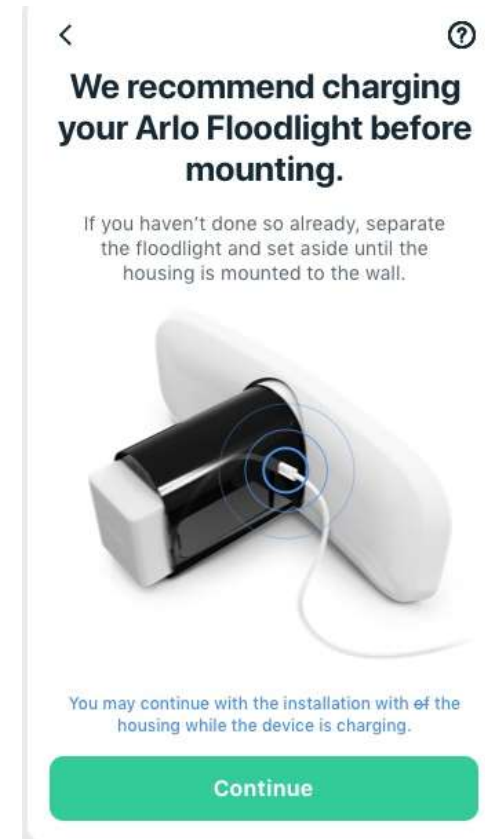 We recommend charging
your Arlo Floodlight before
mounting.
If you haven't done so already, separate
the floodlight and set aside until the
housing is mounted to the wall.
You may continue with the installation with of the
housing while the device is charging.
Continue